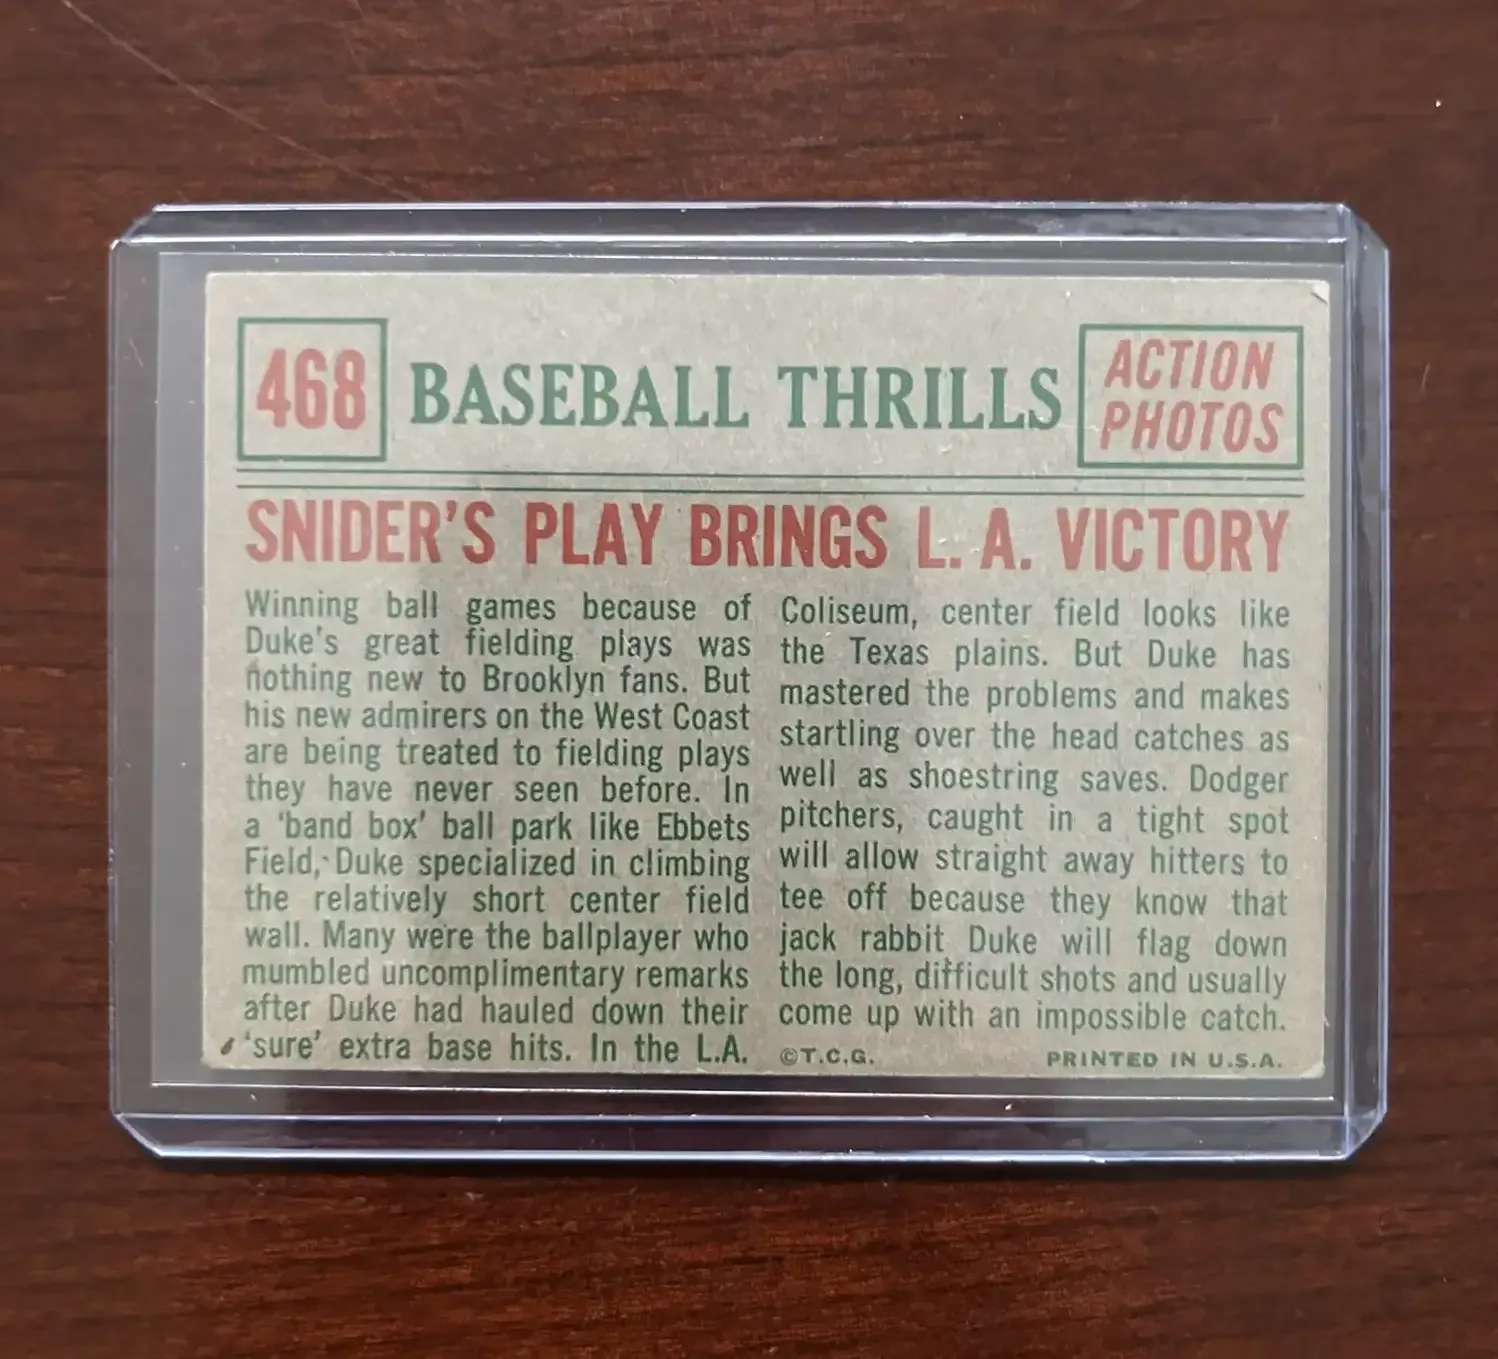 468
BASEBALL THRILLS
ACTION
PHOTOS
SNIDER'S PLAY BRINGS L. A. VICTORY
Winning ball games because of
Duke's great fielding plays was
nothing new to Brooklyn fans. But
his new admirers on the West Coast
are being treated to fielding plays
they have never seen before. In
a 'band box' ball park like Ebbets
Field, Duke specialized in climbing
the relatively short center field
wall. Many were the ballplayer who
mumbled uncomplimentary remarks
after Duke had hauled down their
'sure' extra base hits. In the L.A.
Coliseum, center field looks like
the Texas plains. But Duke has
mastered the problems and makes
startling over the head catches as
well as shoestring saves. Dodger
pitchers, caught in a tight spot
will allow straight away hitters to
tee off because they know that
jack rabbit Duke will flag down
the long, difficult shots and usually
come up with an impossible catch.
©T.C.G.
PRINTED IN U.S.A.